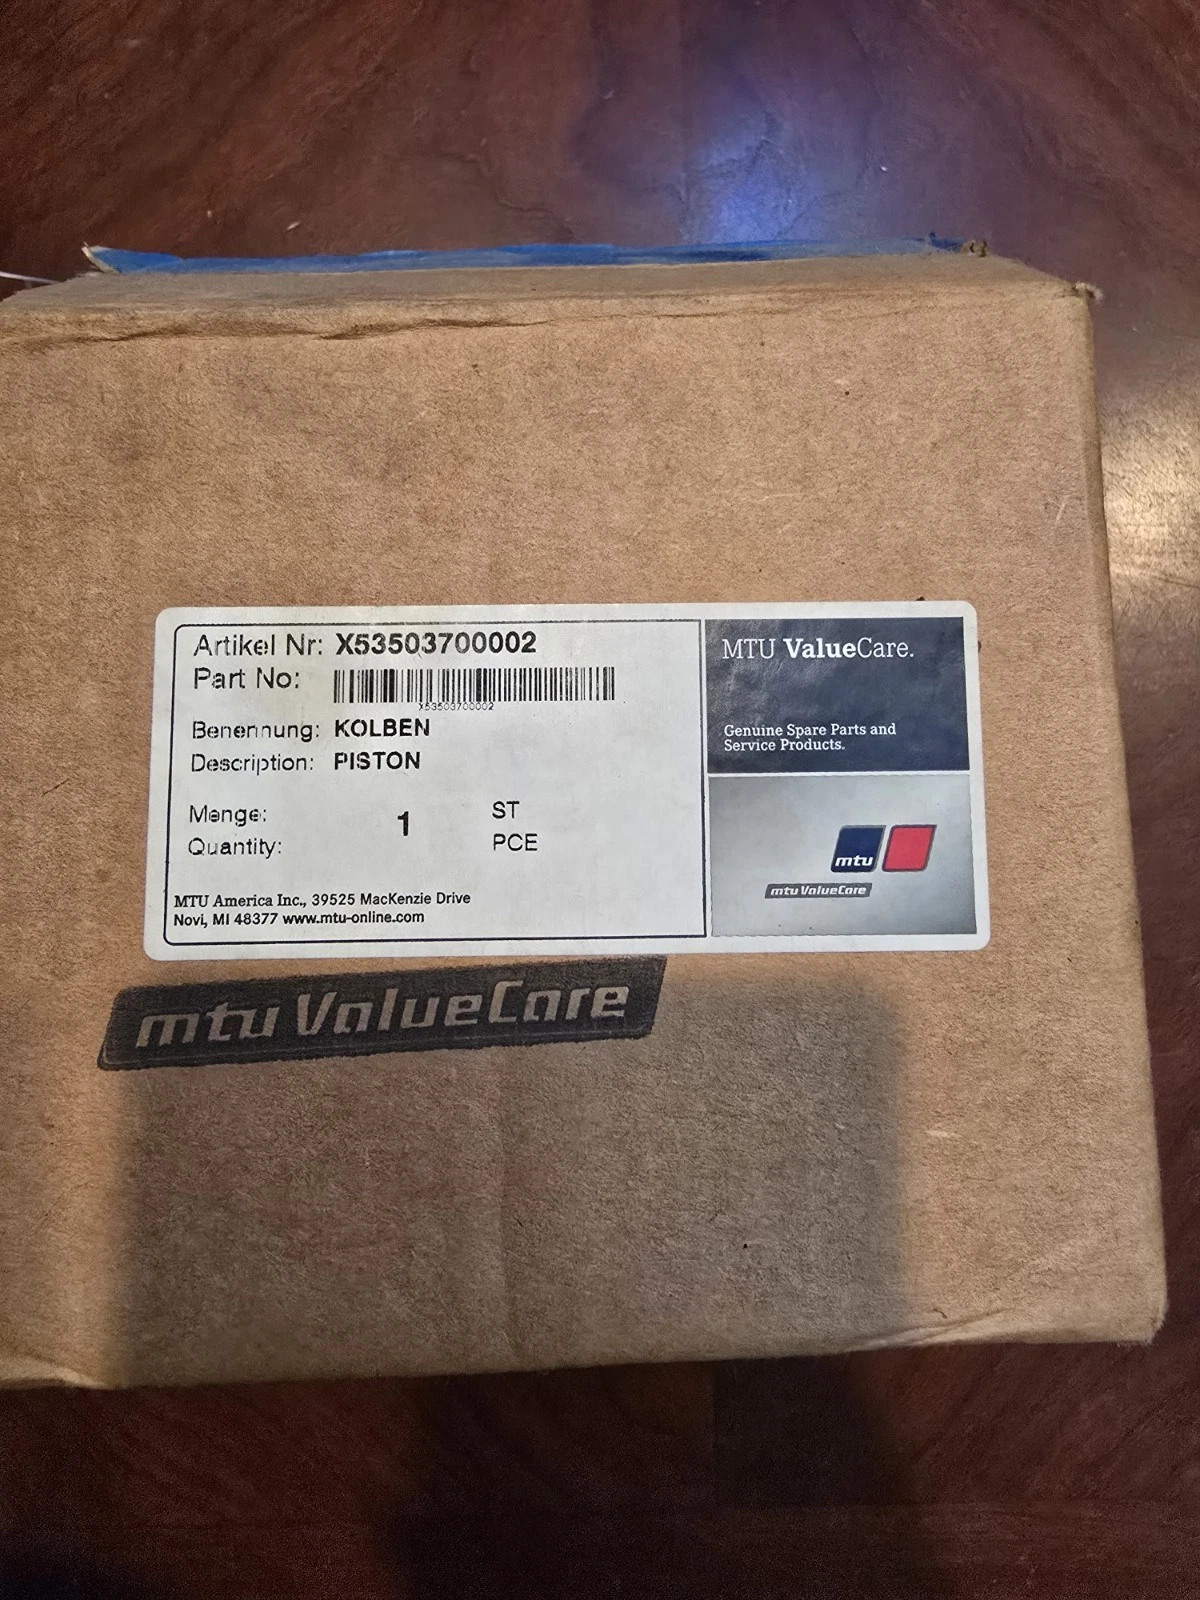 Artikel Nr: X53503700002
Part No:
X53503700002
Benennung: KOLBEN
Description: PISTON
Menge: 1 ST
Quantity: PCE
MTU America Inc., 39525 MacKenzie Drive
Novi, MI 48377 www.mtu-online.com
MTU ValueCare.
Genuine Spare Parts and
Service Products.
mtu
mtu ValueCare
mtu ValueCare